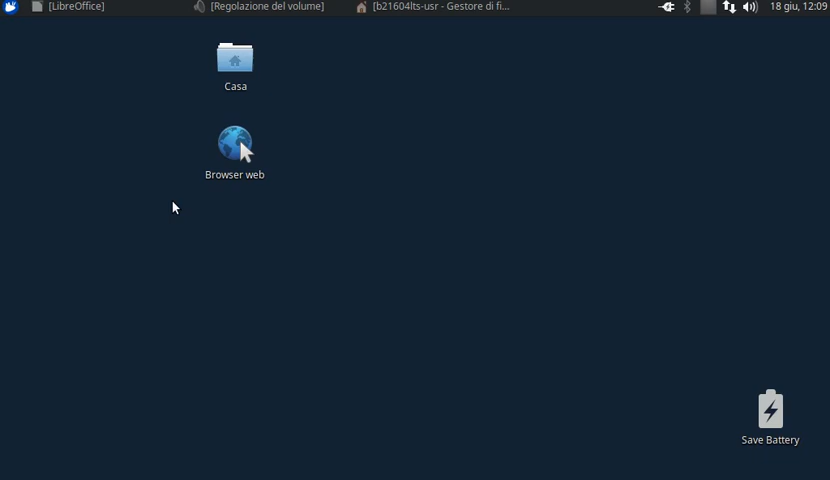 [LibreOffice]
[Regolazione del volume]
[b21604lts-usr - Gestore di fi...
18 giu, 12:09
Casa
Browser web
Save Battery